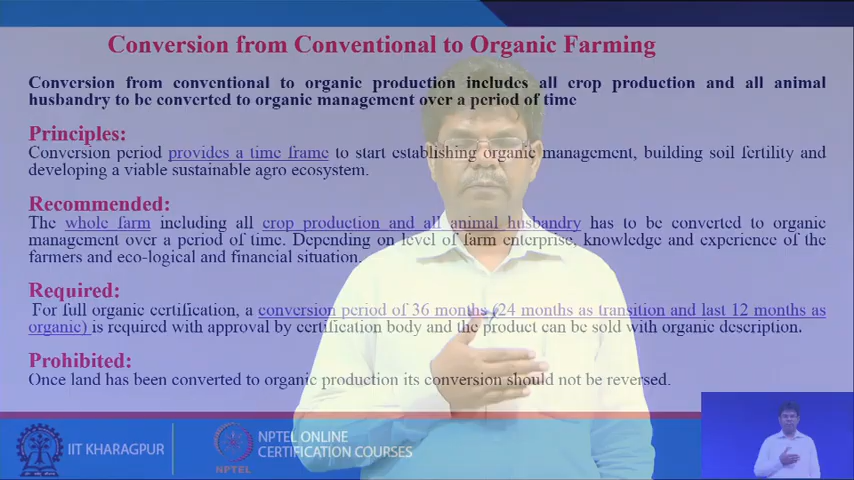 Conversion from Conventional to Organic Farming
Conversion from conventional to organic production includes all crop production and all animal
husbandry to be converted to organic management over a period of time
Principles:
Conversion period provides a time frame to start establishing organic management, building soil fertility and
developing a viable sustainable agro ecosystem.
Recommended:
The whole farm including all crop production and all animal husbandry has to be converted to organic
management over a period of time. Depending on level of farm enterprise, knowledge and experience of the
farmers and eco-logical and financial situation.
Required:
For full organic certification, a conversion period of 36 months (24 months as transition and last 12 months as
organic) is required with approval by certification body and the product can be sold with organic description.
Prohibited:
Once land has been converted to organic production its conversion should not be reversed.
IIT KHARAGPUR
NPTEL
NPTEL ONLINE
CERTIFICATION COURSES